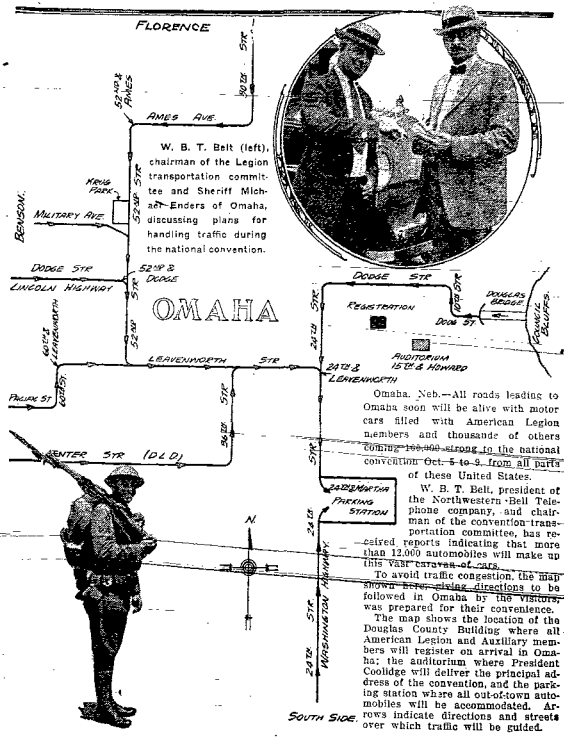 FLORENCE
30TH STR
52ND & AMES
AMES AVE.
W. B. T. Belt (left),
chairman of the Legion
transportation commit-
tee and Sheriff Mich-
ael Enders of Omaha,
discussing plans for
handling traffic during
the national convention.
KRUG
PARK
52ND STR
BENSON.
MILITARY AVE.
DODGE STR
LINCOLN HIGHWAY
52ND &
DODGE
52ND STR
OMAHA
DODGE STR
10TH STR
DOUGLAS
BRIDGE
DODG ST.
COUNCIL
BLUFFS.
REGISTRATION
AUDITORIUM
15TH & HOWARD
24TH STR
60TH &
LEAVENWORTH
60TH ST.
LEAVENWORTH STR
24TH &
LEAVENWORTH
PACIFIC ST
36TH STR
CENTER STR (D.L.D)
STR
24TH & MARTHA
PARKING
STATION
24TH
N.
24TH STR
WASHINGTON HIGHWAY.
SOUTH SIDE.
Omaha, Neb.—All roads leading to
Omaha soon will be alive with motor
cars filled with American Legion
members and thousands of others
coming 100,000 strong to the national
convention Oct. 5 to 9, from all parts
of these United States.
W. B. T. Belt, president of
the Northwestern Bell Tele-
phone company, and chair-
man of the convention trans-
portation committee, has re-
ceived reports indicating that more
than 12,000 automobiles will make up
this vast caravan of cars.
To avoid traffic congestion, the map
shown here, giving directions to be
followed in Omaha by the visitors,
was prepared for their convenience.
The map shows the location of the
Douglas County Building where all
American Legion and Auxiliary mem-
bers will register on arrival in Oma-
ha; the auditorium where President
Coolidge will deliver the principal ad-
dress of the convention, and the park-
ing station where all out-of-town auto-
mobiles will be accommodated. Ar-
rows indicate directions and streets
over which traffic will be guided.